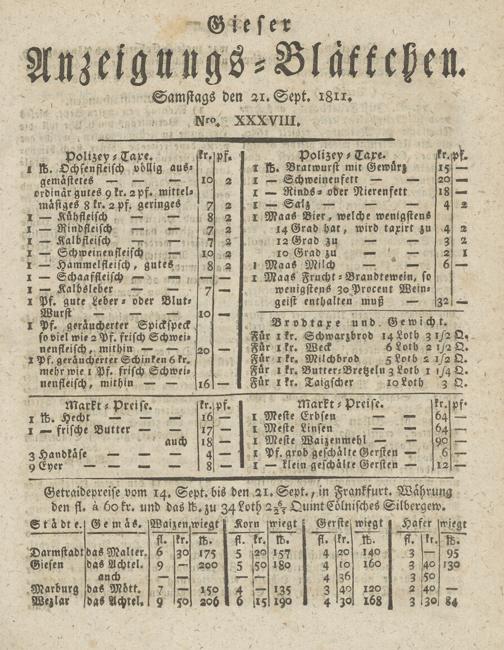 Gieser
Anzeigungs-Blättchen.
Samstags den 21. Sept. 1811.
Nro. XXXVIII.
Polizey-Taxe. kr. pf.
1 ℔. Ochsenfleisch völlig aus-
gemästetes — — 10 2
ordinär gutes 9 kr. 2 pf. mittel-
mäßiges 8 kr. 2 pf. geringes 7 2
1 — Kühfleisch — — 8 2
1 — Rindfleisch — — 7 2
1 — Kalbfleisch — — 7 2
1 — Schweinenfleisch — 10 2
1 — Hammelfleisch, gutes 8 2
1 — Schaaffleisch — —
1 — Kalbsleber — — 7 —
1 Pf. gute Leber- oder Blut-
Wurst — — — 10 —
1 Pf. geräucherter Spickspeck
so viel wie 2 Pf. frisch Schwei-
nenfleisch, mithin — — 20 —
1 Pf. geräucherter Schinken 6 kr.
mehr wie 1 Pf. frisch Schwei-
nenfleisch, mithin — — 16 —
Polizey-Taxe. kr. pf.
1 ℔. Bratwurst mit Gewürz 15 —
1 — Schweinenfett — — 20 —
1 — Rinds- oder Nierenfett 18 —
1 — Salz — — — 4 2
1 Maas Bier, welche wenigstens
14 Grad hat, wird taxirt zu 4 2
12 Grad zu — — 3 2
10 Grad zu — — 2 1
1 Maas Milch — — 6 —
1 Maas Frucht-Brandtewein, so
wenigstens 30 Procent Wein-
geist enthalten muß — 32 —
Brodtaxe und Gewicht.
Für 1 kr. Schwarzbrod 14 Loth 3 1/2 Q.
Für 1 kr. Weck 6 Loth 2 1/2 Q.
Für 1 kr. Milchbrod 5 Loth 2 1/2 Q.
Für 1 kr. Butter-Bretzeln 3 Loth 1 1/2 Q.
Für 1 kr. Taigscher 10 Loth 3 Q.
Markt-Preise. kr. pf.
1 ℔. Hecht — — — 16 —
1 — frische Butter — — 17 —
auch 18 —
3 Handkäse — — — 4 —
9 Eyer — — — 8 —
Markt-Preise. kr. pf.
1 Meste Erbsen — — 64 —
1 Meste Linsen — — 64 —
1 Meste Waizenmehl — — 90 —
1 Pf. grob geschälte Gersten — 6 —
1 — klein geschälte Gersten — 12 —
Getraidepreise vom 14. Sept. bis den 21. Sept., in Frankfurt. Währung
den fl. à 60 kr. und das ℔. zu 34 Loth Quint Cölnisches Silbergew.
Städte. Gemäs. Waizen, wiegt Korn wiegt Gerste wiegt Hafer wiegt
fl. kr. ℔. fl. kr. ℔. fl. kr. ℔. fl. kr. ℔.
Darmstadt das Malter. 6 30 175 5 20 157 4 20 140 3 — 95
Giesen das Achtel. 9 — 200 5 50 180 4 10 160 3 40 130
auch — — 4 36 3 50
Marburg das Mött. 7 — 150 4 — 135 3 40 120 2 40
Wezlar das Achtel. 9 50 206 6 15 190 4 30 168 3 30 84